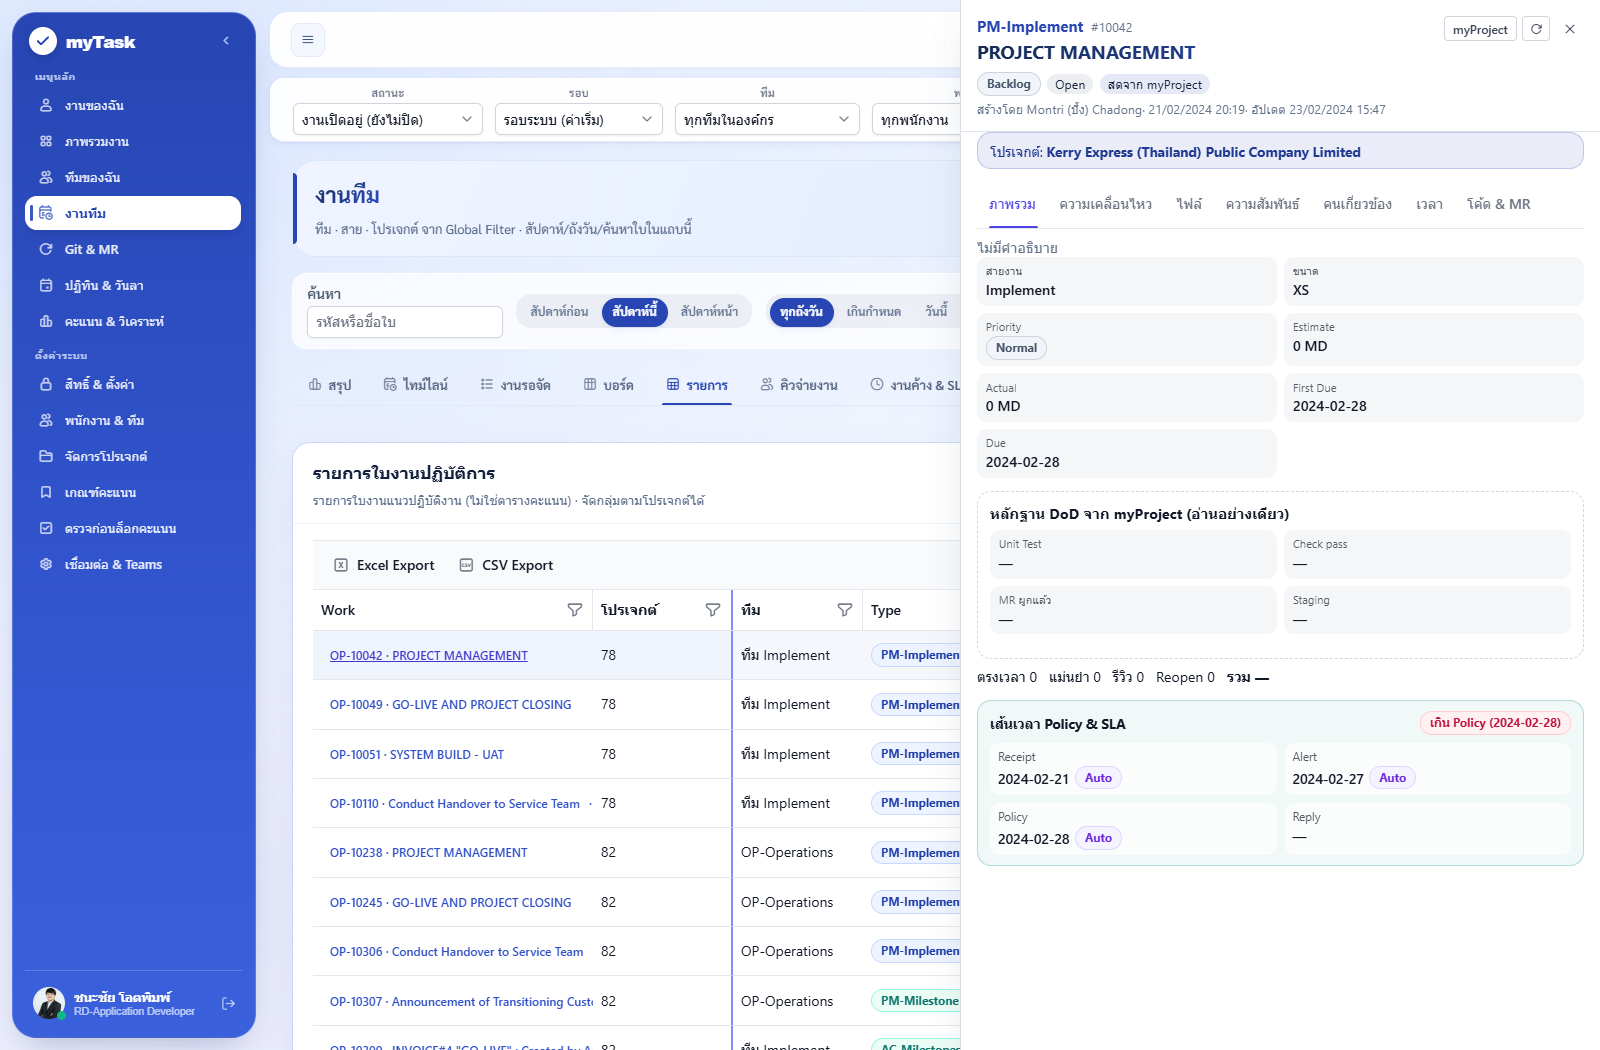 myTask
เมนูหลัก
งานของฉัน
ภาพรวมงาน
ทีมของฉัน
งานทีม
Git & MR
ปฏิทิน & วันลา
คะแนน & วิเคราะห์
ตั้งค่าระบบ
สิทธิ์ & ตั้งค่า
พนักงาน & ทีม
จัดการโปรเจกต์
เกณฑ์คะแนน
ตรวจก่อนล็อกคะแนน
เชื่อมต่อ & Teams
ชนะชัย โอตพิมพ์
RD-Application Developer
สถานะ
รอบ
ทีม
งานเปิดอยู่ (ยังไม่ปิด)
รอบระบบ (ค่าเริ่ม)
ทุกทีมในองค์กร
ทุกพนักงาน
งานทีม
ทีม · สาย · โปรเจกต์ จาก Global Filter · สัปดาห์/ถังวัน/ค้นหาใบในแถบนี้
ค้นหา
รหัสหรือชื่อใบ
สัปดาห์ก่อน
สัปดาห์นี้
สัปดาห์หน้า
ทุกถังวัน
เกินกำหนด
วันนี้
สรุป
ไทม์ไลน์
งานรอจัด
บอร์ด
รายการ
คิวจ่ายงาน
งานค้าง & SL
รายการใบงานปฏิบัติการ
รายการใบงานแนวปฏิบัติงาน (ไม่ใช่ตารางคะแนน) · จัดกลุ่มตามโปรเจกต์ได้
Excel Export
CSV Export
Work โปรเจกต์ ทีม Type
OP-10042 · PROJECT MANAGEMENT 78 ทีม Implement PM-Implemen
OP-10049 · GO-LIVE AND PROJECT CLOSING 78 ทีม Implement PM-Implemen
OP-10051 · SYSTEM BUILD - UAT 78 ทีม Implement PM-Implemen
OP-10110 · Conduct Handover to Service Team · 78 ทีม Implement PM-Implemen
OP-10238 · PROJECT MANAGEMENT 82 OP-Operations PM-Implemen
OP-10245 · GO-LIVE AND PROJECT CLOSING 82 OP-Operations PM-Implemen
OP-10306 · Conduct Handover to Service Team 82 OP-Operations PM-Implemen
OP-10307 · Announcement of Transitioning Custo 82 OP-Operations PM-Milestone
OP-10309 · INVOICE#4 "GO-LIVE" · Created by A 82 ทีม Implement AC-Milestones
PM-Implement #10042
myProject
PROJECT MANAGEMENT
Backlog Open สดจาก myProject
สร้างโดย Montri (บิ๊ง) Chadong· 21/02/2024 20:19· อัปเดต 23/02/2024 15:47
โปรเจกต์: Kerry Express (Thailand) Public Company Limited
ภาพรวม
ความเคลื่อนไหว
ไฟล์
ความสัมพันธ์
คนเกี่ยวข้อง
เวลา
โค้ด & MR
ไม่มีคำอธิบาย
สายงาน
Implement
ขนาด
XS
Priority
Normal
Estimate
0 MD
Actual
0 MD
First Due
2024-02-28
Due
2024-02-28
หลักฐาน DoD จาก myProject (อ่านอย่างเดียว)
Unit Test
—
Check pass
—
MR ผูกแล้ว
—
Staging
—
ตรงเวลา 0 แม่นยำ 0 รีวิว 0 Reopen 0 รวม —
เส้นเวลา Policy & SLA
เกิน Policy (2024-02-28)
Receipt
2024-02-21 Auto
Alert
2024-02-27 Auto
Policy
2024-02-28 Auto
Reply
—